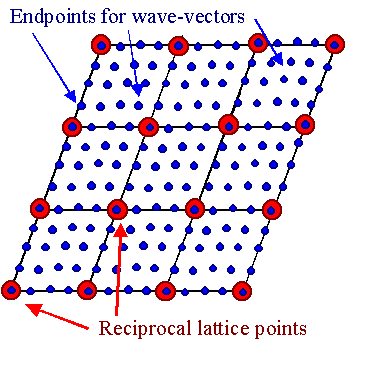 Endpoints for wave-vectors
Reciprocal lattice points